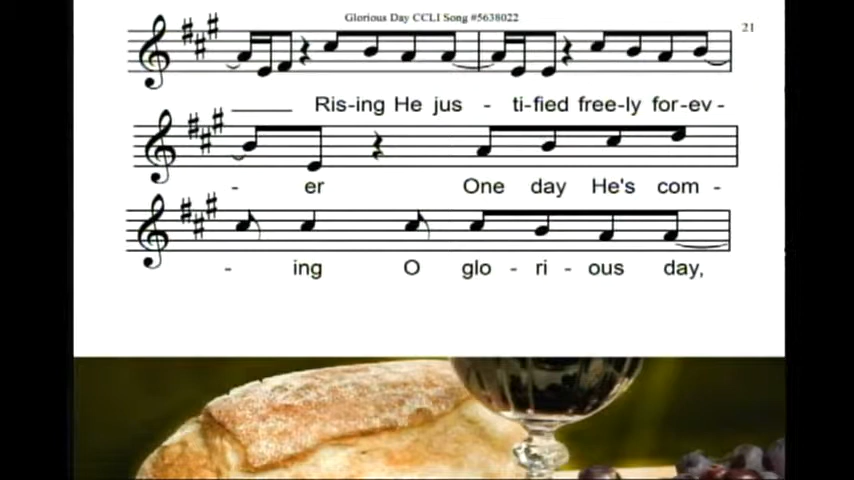 Glorious Day CCLI Song #5638022
21
Ris-ing He jus - ti-fied free-ly for-ev -
- er One day He's com -
- ing O glo - ri - ous day,